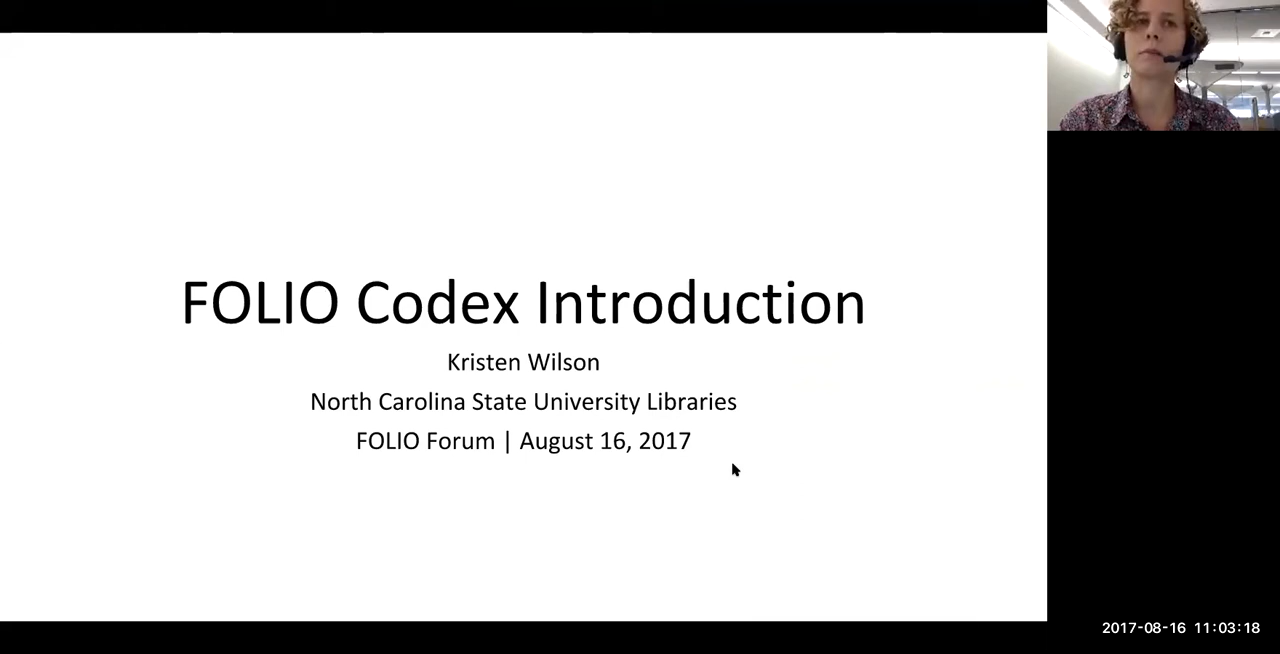 FOLIO Codex Introduction
Kristen Wilson
North Carolina State University Libraries
FOLIO Forum | August 16, 2017
2017-08-16 11:03:18